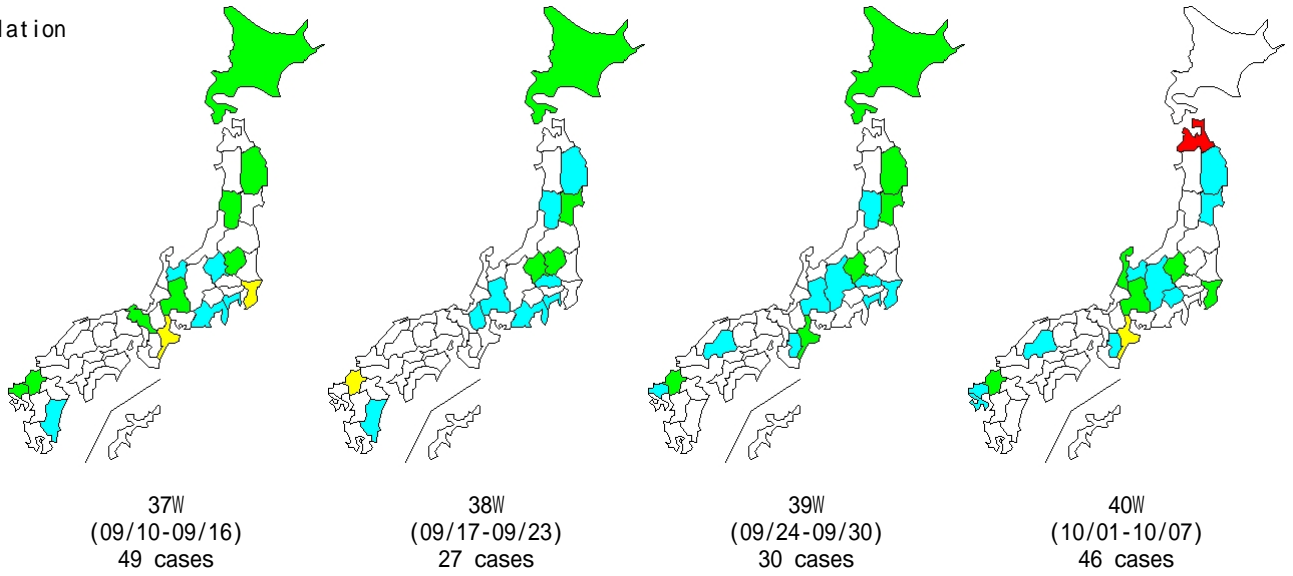 lation
37W
(09/10-09/16)
49 cases
38W
(09/17-09/23)
27 cases
39W
(09/24-09/30)
30 cases
40W
(10/01-10/07)
46 cases